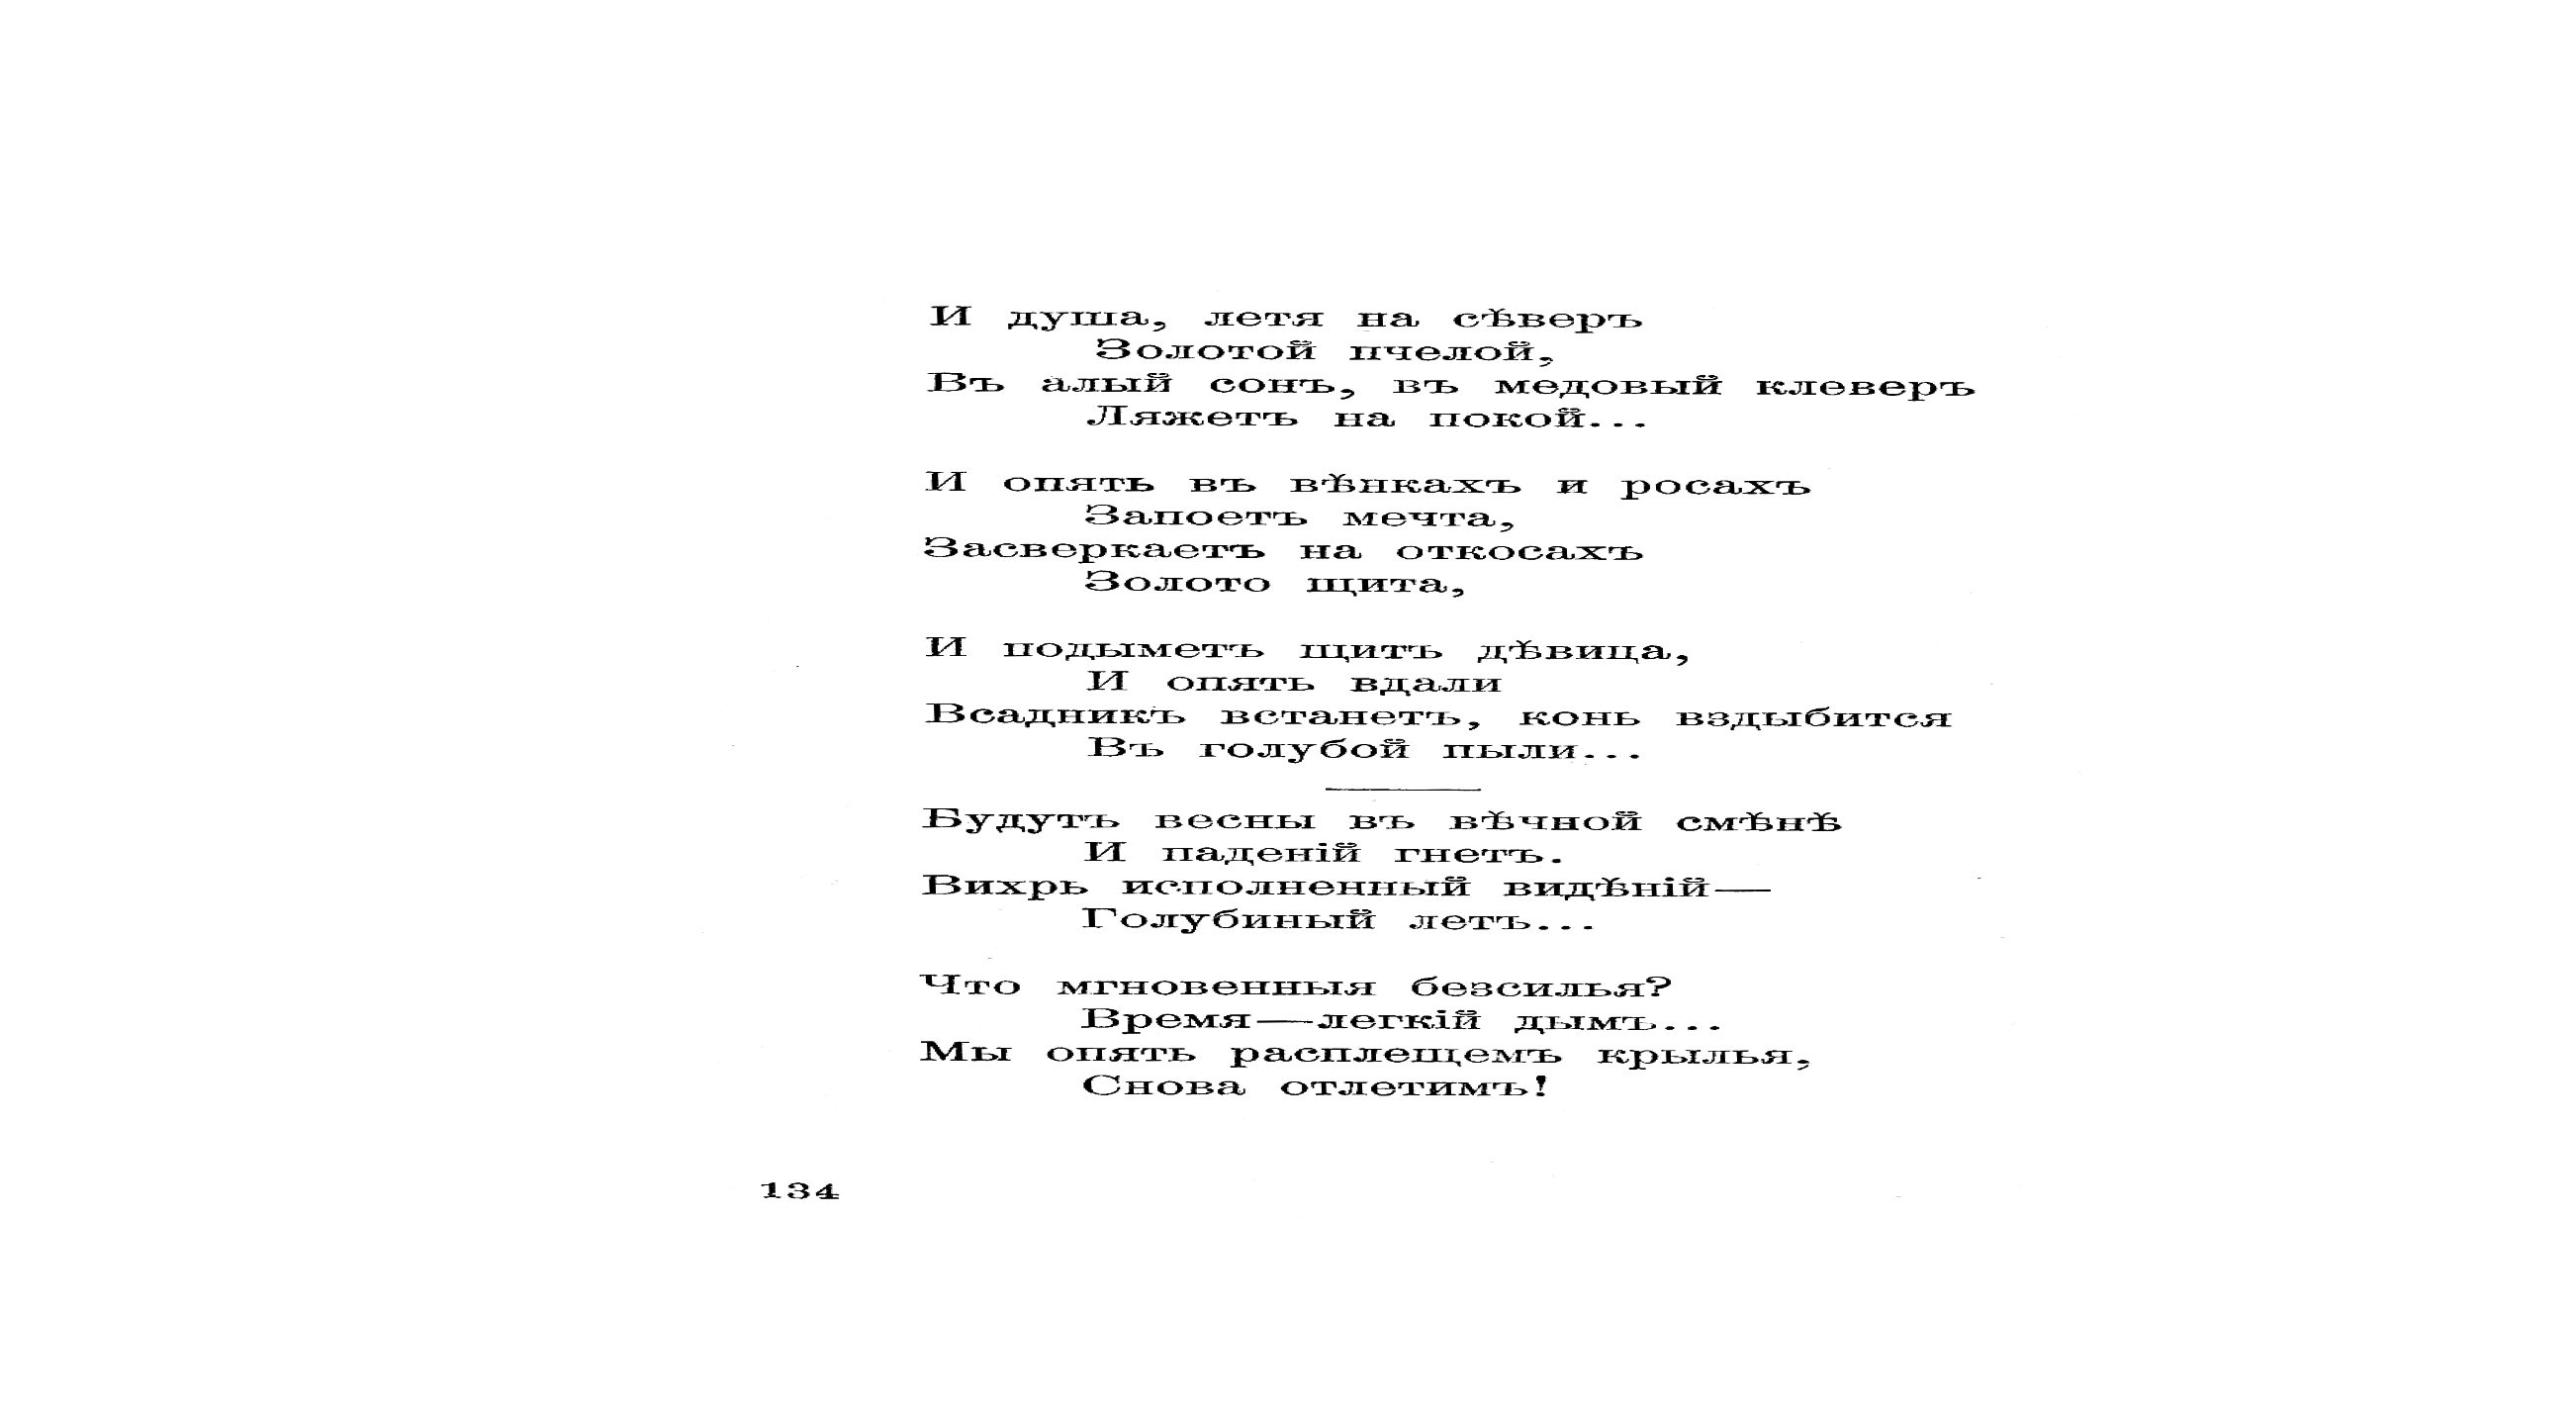 И душа, летя на сѣверъ
Золотой пчелой,
Въ алый сонъ, въ медовый клеверъ
Ляжетъ на покой...
И опять въ вѣнкахъ и росахъ
Запоетъ мечта,
Засверкаетъ на откосахъ
Золото щита,
И подыметъ щитъ дѣвица,
И опять вдали
Всадникъ встанетъ, конь вздыбится
Въ голубой пыли...
Будутъ весны въ вѣчной смѣнѣ
И паденій гнетъ.
Вихрь исполненный видѣній—
Голубиный летъ...
Что мгновенныя безсилья?
Время—легкій дымъ...
Мы опять расплещемъ крылья,
Снова отлетимъ!
134